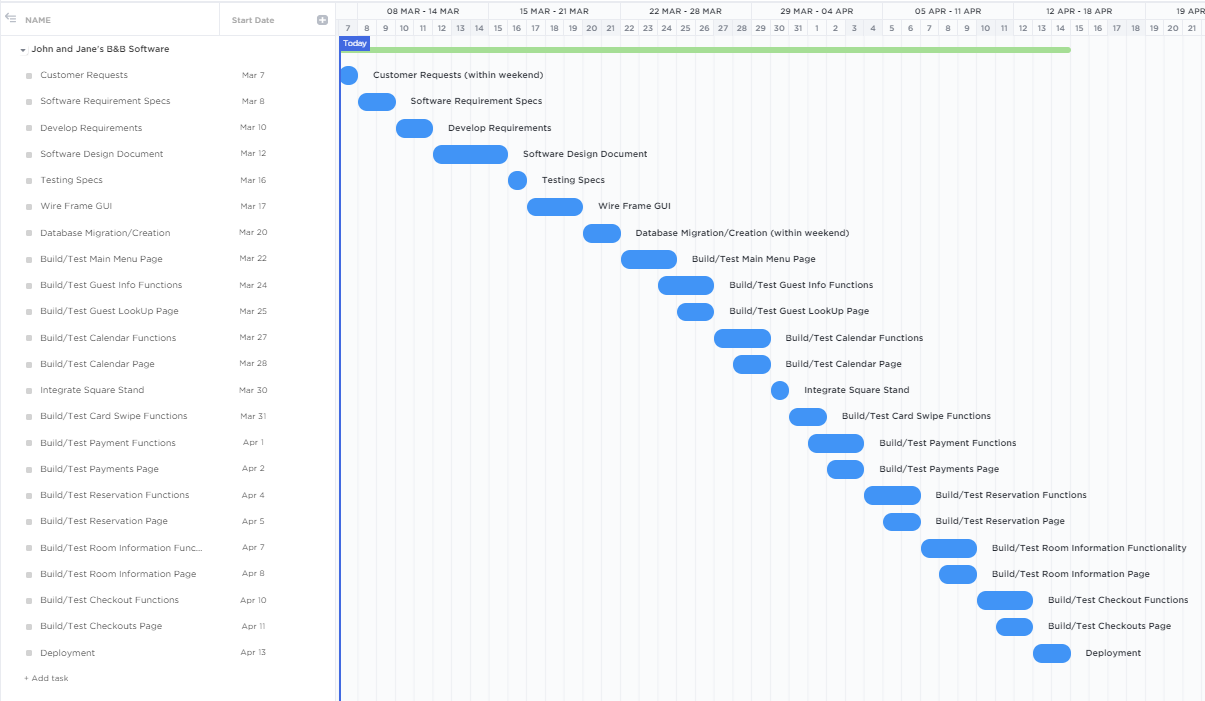 08 MAR - 14 MAR 15 MAR - 21 MAR 22 MAR - 28 MAR 29 MAR - 04 APR 05 APR - 11 APR 12 APR - 18 APR 19 APR
NAME Start Date 7 8 9 10 11 12 13 14 15 16 17 18 19 20 21 22 23 24 25 26 27 28 29 30 31 1 2 3 4 5 6 7 8 9 10 11 12 13 14 15 16 17 18 19 20 21
Today
John and Jane's B&B Software
Customer Requests Mar 7 Customer Requests (within weekend)
Software Requirement Specs Mar 8 Software Requirement Specs
Develop Requirements Mar 10 Develop Requirements
Software Design Document Mar 12 Software Design Document
Testing Specs Mar 16 Testing Specs
Wire Frame GUI Mar 17 Wire Frame GUI
Database Migration/Creation Mar 20 Database Migration/Creation (within weekend)
Build/Test Main Menu Page Mar 22 Build/Test Main Menu Page
Build/Test Guest Info Functions Mar 24 Build/Test Guest Info Functions
Build/Test Guest LookUp Page Mar 25 Build/Test Guest LookUp Page
Build/Test Calendar Functions Mar 27 Build/Test Calendar Functions
Build/Test Calendar Page Mar 28 Build/Test Calendar Page
Integrate Square Stand Mar 30 Integrate Square Stand
Build/Test Card Swipe Functions Mar 31 Build/Test Card Swipe Functions
Build/Test Payment Functions Apr 1 Build/Test Payment Functions
Build/Test Payments Page Apr 2 Build/Test Payments Page
Build/Test Reservation Functions Apr 4 Build/Test Reservation Functions
Build/Test Reservation Page Apr 5 Build/Test Reservation Page
Build/Test Room Information Func... Apr 7 Build/Test Room Information Functionality
Build/Test Room Information Page Apr 8 Build/Test Room Information Page
Build/Test Checkout Functions Apr 10 Build/Test Checkout Functions
Build/Test Checkouts Page Apr 11 Build/Test Checkouts Page
Deployment Apr 13 Deployment
+ Add task